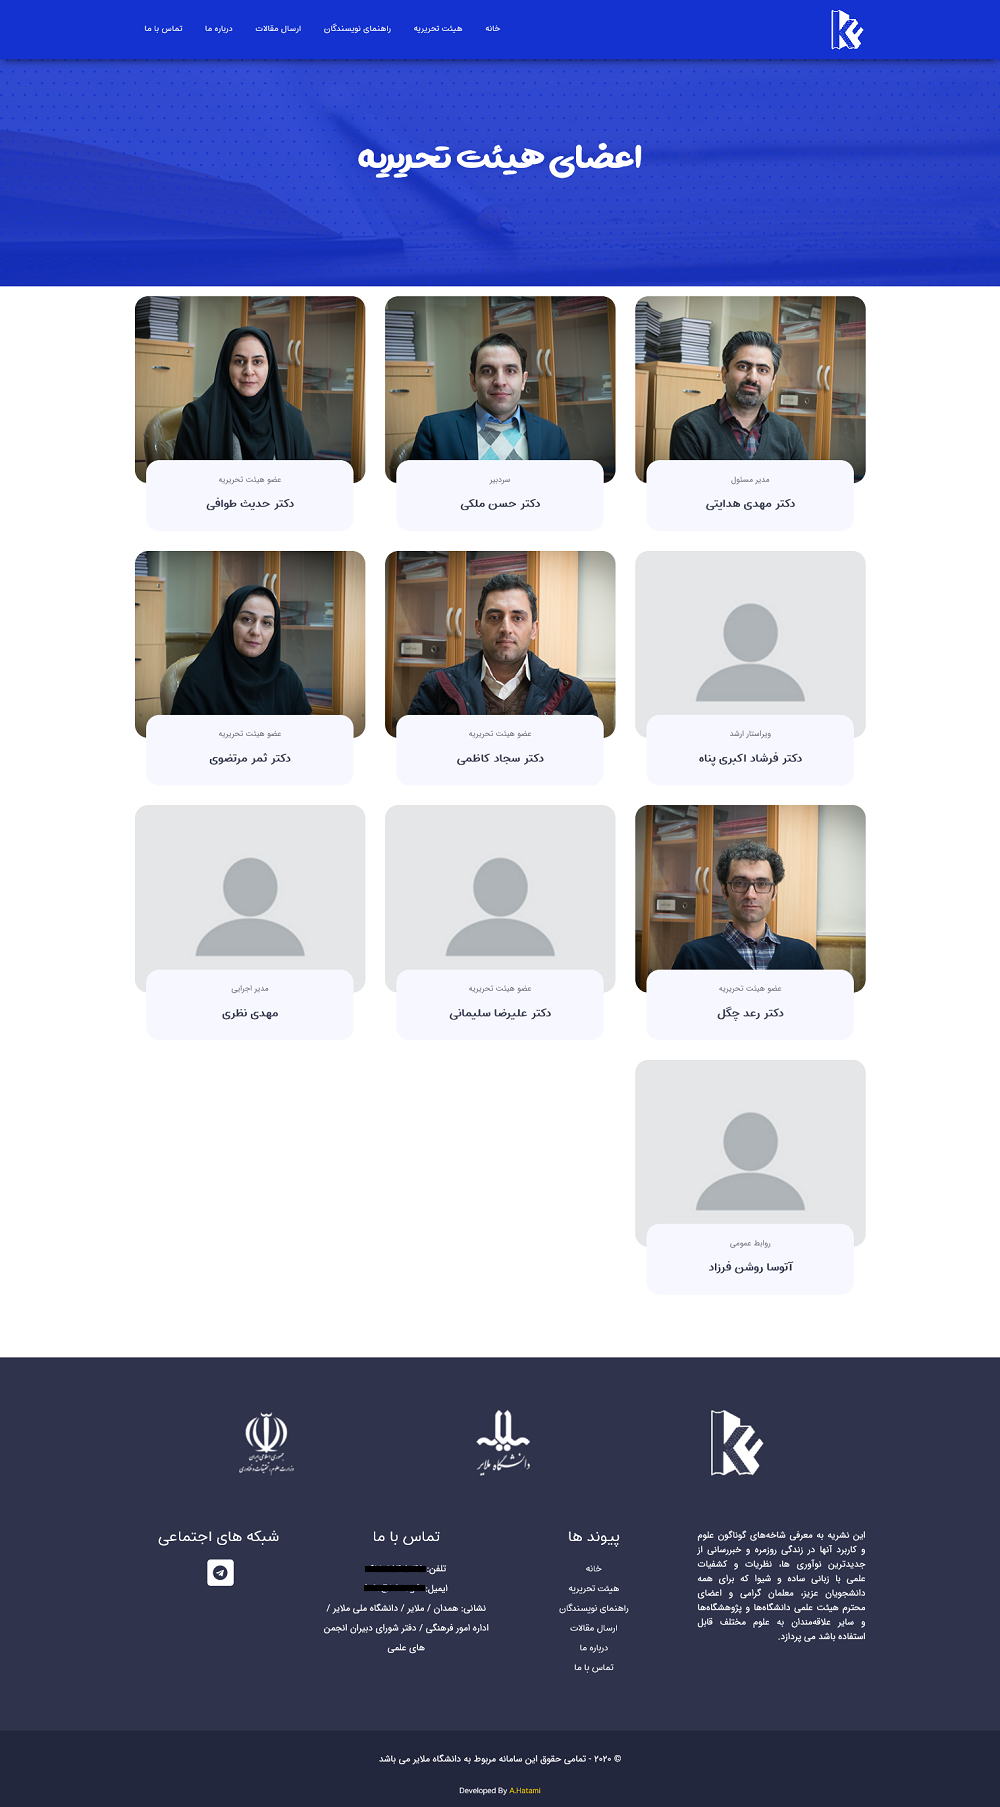 خانه
هیئت تحریریه
راهنمای نویسندگان
ارسال مقالات
درباره ما
تماس با ما
اعضای هیئت تحریریه
مدیر مسئول
دکتر مهدی هدایتی
سردبیر
دکتر حسن ملکی
عضو هیئت تحریریه
دکتر حدیث طوافی
ویراستار ارشد
دکتر فرشاد اکبری پناه
عضو هیئت تحریریه
دکتر سجاد کاظمی
عضو هیئت تحریریه
دکتر ثمر مرتضوی
عضو هیئت تحریریه
دکتر رعد چگل
عضو هیئت تحریریه
دکتر علیرضا سلیمانی
مدیر اجرایی
مهدی نظری
روابط عمومی
آتوسا روشن فرزاد
دانشگاه ملایر
جمهوری اسلامی ایران
وزارت علوم، تحقیقات و فناوری
این نشریه به معرفی شاخه‌های گوناگون علوم
و کاربرد آنها در زندگی روزمره و خبررسانی از
جدیدترین نوآوری ها، نظریات و کشفیات
علمی با زبانی ساده و شیوا که برای همه
دانشجویان عزیز، معلمان گرامی و اعضای
محترم هیئت علمی دانشگاه‌ها و پژوهشگاه‌ها
و سایر علاقه‌مندان به علوم مختلف قابل
استفاده باشد می پردازد.
پیوند ها
خانه
هیئت تحریریه
راهنمای نویسندگان
ارسال مقالات
درباره ما
تماس با ما
تماس با ما
تلفن:
ایمیل:
نشانی: همدان / ملایر / دانشگاه ملی ملایر /
اداره امور فرهنگی / دفتر شورای دبیران انجمن
های علمی
شبکه های اجتماعی
© ۲۰۲۰ - تمامی حقوق این سامانه مربوط به دانشگاه ملایر می باشد
Developed By A.Hatami